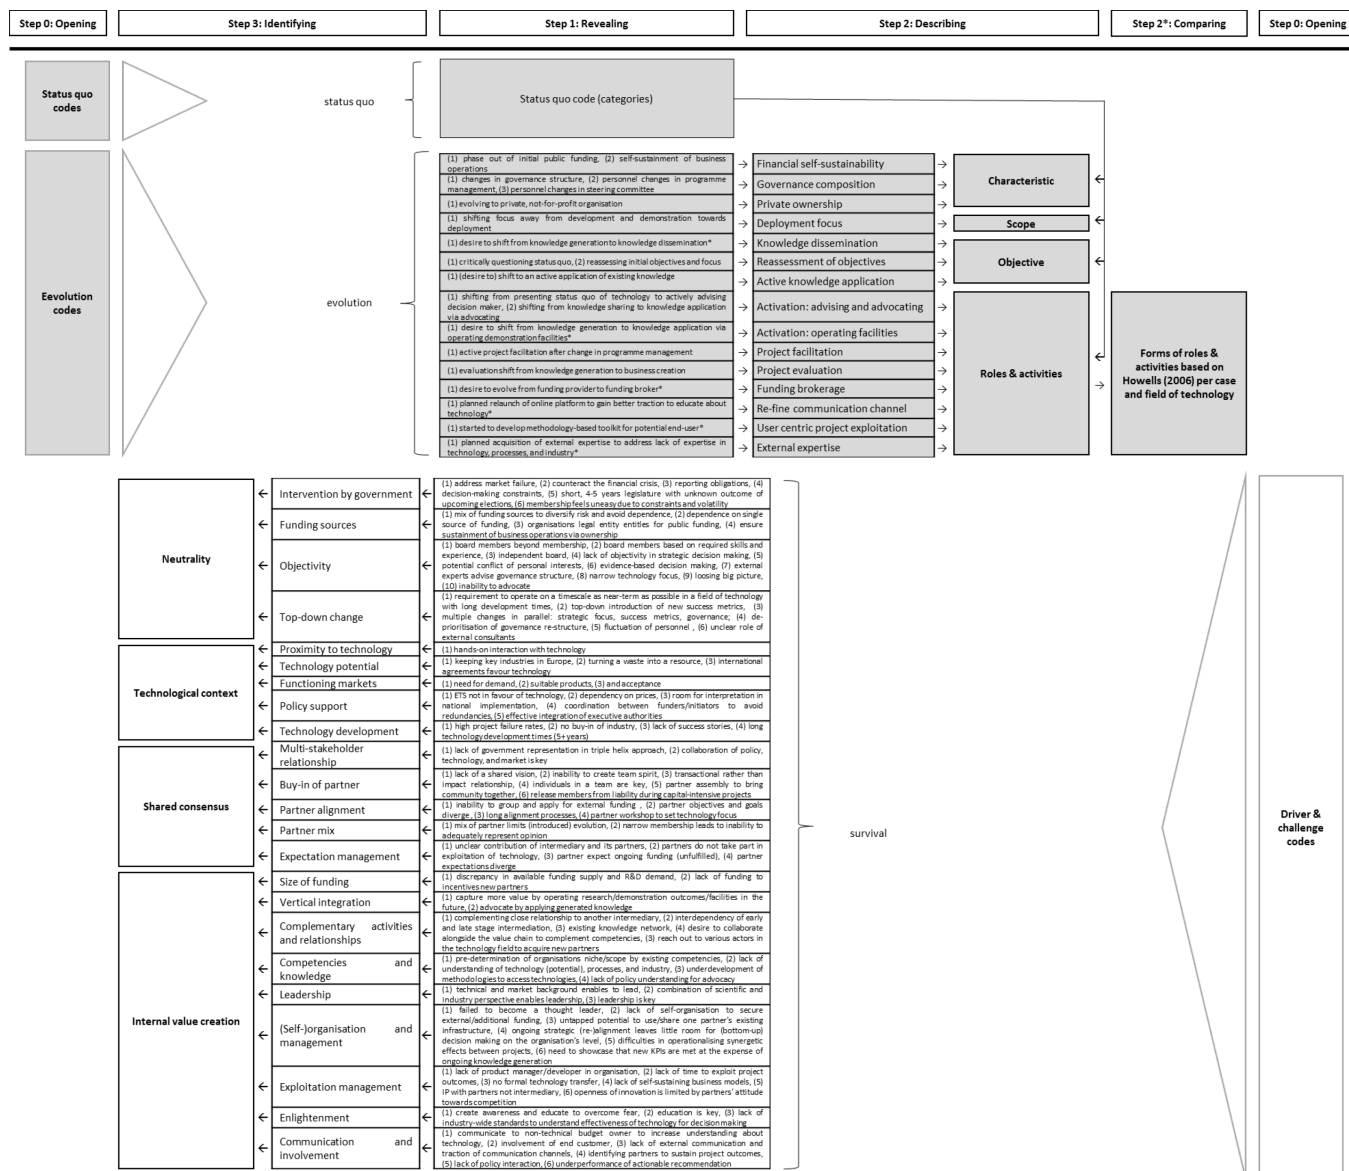 Step 0: Opening
Step 3: Identifying
Step 1: Revealing
Step 2: Describing
Step 2*: Comparing
Step 0: Opening
Status quo
codes
status quo
Status quo code (categories)
Eevolution
codes
evolution
(1) phase out of initial public funding, (2) self-sustainment of business
operations
Financial self-sustainability
(1) changes in governance structure, (2) personnel changes in programme
management, (3) personnel changes in steering committee
Governance composition
(1) evolving to private, not-for-profit organisation
Private ownership
Characteristic
(1) shifting focus away from development and demonstration towards
deployment
Deployment focus
Scope
(1) desire to shift from knowledge generation to knowledge dissemination*
Knowledge dissemination
(1) critically questioning status quo, (2) reassessing initial objectives and focus
Reassessment of objectives
(1) (desire to) shift to an active application of existing knowledge
Active knowledge application
Objective
(1) shifting from presenting status quo of technology to actively advising
decision maker, (2) shifting from knowledge sharing to knowledge application
via advocating
Activation: advising and advocating
(1) desire to shift from knowledge generation to knowledge application via
operating demonstration facilities*
Activation: operating facilities
(1) active project facilitation after change in programme management
Project facilitation
(1) evaluation shift from knowledge generation to business creation
Project evaluation
(1) desire to evolve from funding provider to funding broker*
Funding brokerage
(1) planned relaunch of online platform to gain better traction to educate about
technology*
Re-fine communication channel
(1) started to develop methodology-based toolkit for potential end-user*
User centric project exploitation
(1) planned acquisition of external expertise to address lack of expertise in
technology, processes, and industry*
External expertise
Roles & activities
Forms of roles &
activities based on
Howells (2006) per case
and field of technology
Neutrality
Intervention by government
(1) address market failure, (2) counteract the financial crisis, (3) reporting obligations, (4)
decision-making constraints, (5) short, 4-5 years legislature with unknown outcome of
upcoming elections, (6) membership feels uneasy due to constraints and volatility
Funding sources
(1) mix of funding sources to diversify risk and avoid dependence, (2) dependence on single
source of funding, (3) organisations legal entity entitles for public funding, (4) ensure
sustainment of business operations via ownership
Objectivity
(1) board members beyond membership, (2) board members based on required skills and
experience, (3) independent board, (4) lack of objectivity in strategic decision making, (5)
potential conflict of personal interests, (6) evidence-based decision making, (7) external
experts advise governance structure, (8) narrow technology focus, (9) loosing big picture,
(10) inability to advocate
Top-down change
(1) requirement to operate on a timescale as near-term as possible in a field of technology
with long development times, (2) top-down introduction of new success metrics, (3)
multiple changes in parallel: strategic focus, success metrics, governance; (4) de-
prioritisation of governance re-structure, (5) fluctuation of personnel , (6) unclear role of
external consultants
Technological context
Proximity to technology
(1) hands-on interaction with technology
Technology potential
(1) keeping key industries in Europe, (2) turning a waste into a resource, (3) international
agreements favour technology
Functioning markets
(1) need for demand, (2) suitable products, (3) and acceptance
Policy support
(1) ETS not in favour of technology, (2) dependency on prices, (3) room for interpretation in
national implementation, (4) coordination between funders/initiators to avoid
redundancies, (5) effective integration of executive authorities
Technology development
(1) high project failure rates, (2) no buy-in of industry, (3) lack of success stories, (4) long
technology development times (5+ years)
Shared consensus
Multi-stakeholder
relationship
(1) lack of government representation in triple helix approach, (2) collaboration of policy,
technology, and market is key
Buy-in of partner
(1) lack of a shared vision, (2) inability to create team spirit, (3) transactional rather than
impact relationship, (4) individuals in a team are key, (5) partner assembly to bring
community together, (6) release members from liability during capital-intensive projects
Partner alignment
(1) inability to group and apply for external funding , (2) partner objectives and goals
diverge , (3) long alignment processes, (4) partner workshop to set technology focus
Partner mix
(1) mix of partner limits (introduced) evolution, (2) narrow membership leads to inability to
adequately represent opinion
Expectation management
(1) unclear contribution of intermediary and its partners, (2) partners do not take part in
exploitation of technology, (3) partner expect ongoing funding (unfulfilled), (4) partner
expectations diverge
survival
Driver &
challenge
codes
Internal value creation
Size of funding
(1) discrepancy in available funding supply and R&D demand, (2) lack of funding to
incentives new partners
Vertical integration
(1) capture more value by operating research/demonstration outcomes/facilities in the
future, (2) advocate by applying generated knowledge
Complementary activities
and relationships
(1) complementing close relationship to another intermediary, (2) interdependency of early
and late stage intermediation, (3) existing knowledge network, (4) desire to collaborate
alongside the value chain to complement competencies, (3) reach out to various actors in
the technology field to acquire new partners
Competencies and
knowledge
(1) pre-determination of organisations niche/scope by existing competencies, (2) lack of
understanding of technology (potential), processes, and industry, (3) underdevelopment of
methodologies to access technologies, (4) lack of policy understanding for advocacy
Leadership
(1) technical and market background enables to lead, (2) combination of scientific and
industry perspective enables leadership, (3) leadership is key
(Self-)organisation and
management
(1) failed to become a thought leader, (2) lack of self-organisation to secure
external/additional funding, (3) untapped potential to use/share one partner's existing
infrastructure, (4) ongoing strategic (re-)alignment leaves little room for (bottom-up)
decision making on the organisation's level, (5) difficulties in operationalising synergetic
effects between projects, (6) need to showcase that new KPIs are met at the expense of
ongoing knowledge generation
Exploitation management
(1) lack of product manager/developer in organisation, (2) lack of time to exploit project
outcomes, (3) no formal technology transfer, (4) lack of self-sustaining business models, (5)
IP with partners not intermediary, (6) openness of innovation is limited by partners' attitude
towards competition
Enlightenment
(1) create awareness and educate to overcome fear, (2) education is key, (3) lack of
industry-wide standards to understand effectiveness of technology for decision making
Communication and
involvement
(1) communicate to non-technical budget owner to increase understanding about
technology, (2) involvement of end customer, (3) lack of external communication and
traction of communication channels, (4) identifying partners to sustain project outcomes,
(5) lack of policy interaction, (6) underperformance of actionable recommendation